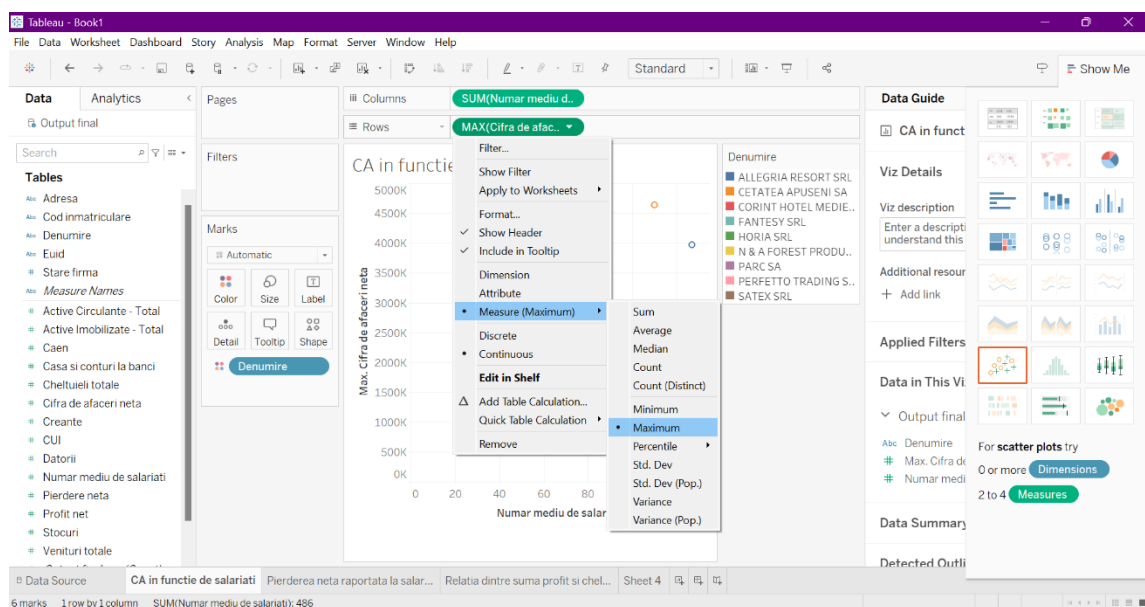 Tableau - Book1
File Data Worksheet Dashboard Story Analysis Map Format Server Window Help
Standard
Show Me
Data Analytics
Output final
Search
Tables
Abc Adresa
Abc Cod inmatriculare
Abc Denumire
Abc Euid
# Stare firma
Abc Measure Names
# Active Circulante - Total
# Active Imobilizate - Total
# Caen
# Casa si conturi la banci
# Cheltuieli totale
# Cifra de afaceri neta
# Creante
# CUI
# Datorii
# Numar mediu de salariati
# Pierdere neta
# Profit net
# Stocuri
# Venituri totale
Pages
Filters
Marks
Automatic
Color Size Label
Detail Tooltip Shape
Denumire
Columns SUM(Numar mediu d..
Rows MAX(Cifra de afac..
CA in functie
5000K
4500K
4000K
3500K
3000K
2500K
2000K
1500K
1000K
500K
0K
Max. Cifra de afaceri neta
0 20 40 60 80
Numar mediu de salar
Filter...
Show Filter
Apply to Worksheets
Format...
Show Header
Include in Tooltip
Dimension
Attribute
Measure (Maximum)
Discrete
Continuous
Edit in Shelf
Add Table Calculation...
Quick Table Calculation
Remove
Sum
Average
Median
Count
Count (Distinct)
Minimum
Maximum
Percentile
Std. Dev
Std. Dev (Pop.)
Variance
Variance (Pop.)
Denumire
ALLEGRIA RESORT SRL
CETATEA APUSENI SA
CORINT HOTEL MEDIE..
FANTESY SRL
HORIA SRL
N & A FOREST PRODU..
PARC SA
PERFETTO TRADING S..
SATEX SRL
Data Guide
CA in funct
Viz Details
Viz description
Enter a descripti
understand this
Additional resour
+ Add link
Applied Filters
Data in This Vi
Output final
Abc Denumire
# Max. Cifra de
# Numar medi
Data Summary
Detected Outli
For scatter plots try
0 or more Dimensions
2 to 4 Measures
Data Source CA in functie de salariati Pierderea neta raportata la salar... Relatia dintre suma profit si chel... Sheet 4
6 marks 1 row by 1 column SUM(Numar mediu de salariati): 486